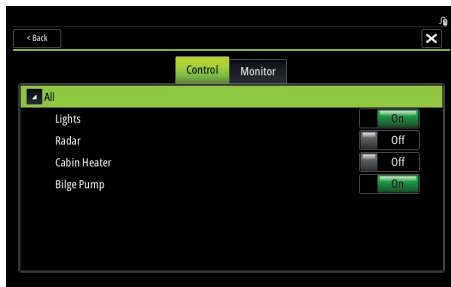 < Back
Control Monitor
All
Lights On
Radar Off
Cabin Heater Off
Bilge Pump On